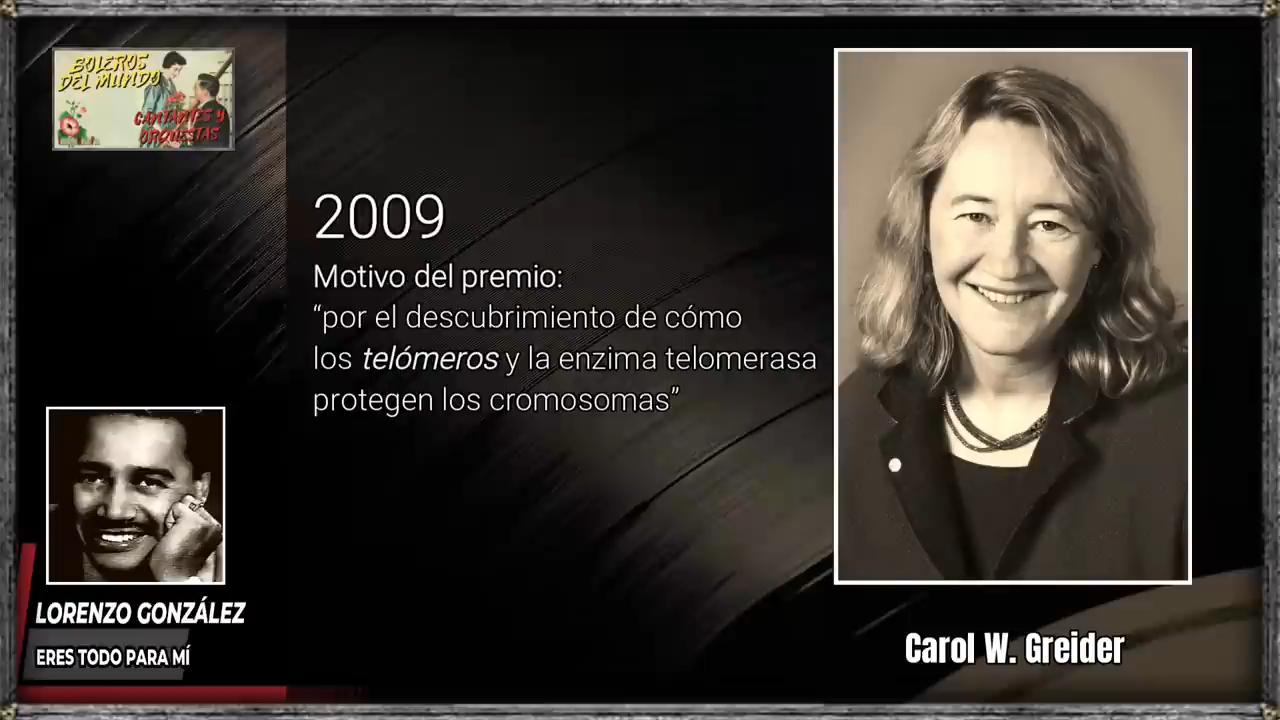 BOLEROS
DEL MUNDO
CANTANTES Y
ORQUESTAS
2009
Motivo del premio:
“por el descubrimiento de cómo
los telómeros y la enzima telomerasa
protegen los cromosomas”
LORENZO GONZÁLEZ
ERES TODO PARA MÍ
Carol W. Greider